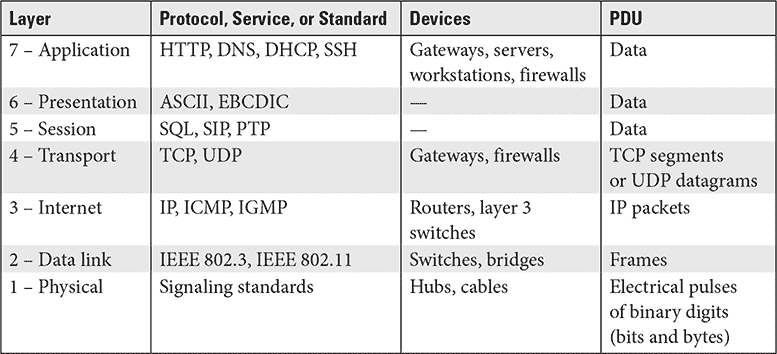 Layer Protocol, Service, or Standard Devices PDU
7 – Application HTTP, DNS, DHCP, SSH Gateways, servers, Data
workstations, firewalls
6 – Presentation ASCII, EBCDIC — Data
5 – Session SQL, SIP, PTP — Data
4 – Transport TCP, UDP Gateways, firewalls TCP segments
or UDP datagrams
3 – Internet IP, ICMP, IGMP Routers, layer 3 IP packets
switches
2 – Data link IEEE 802.3, IEEE 802.11 Switches, bridges Frames
1 – Physical Signaling standards Hubs, cables Electrical pulses
of binary digits
(bits and bytes)